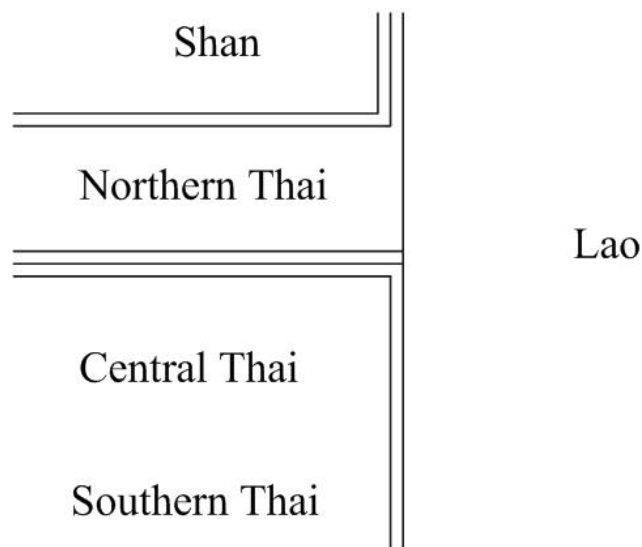 Shan
Northern Thai
Lao
Central Thai
Southern Thai